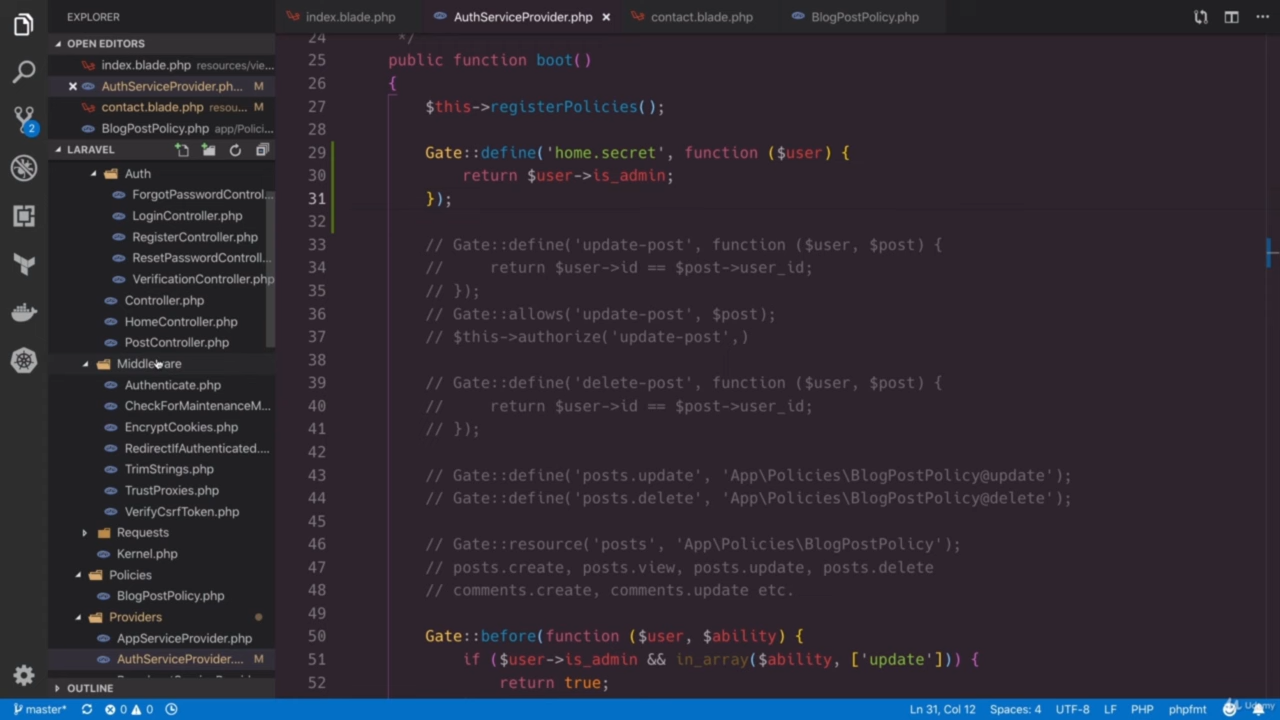 EXPLORER
OPEN EDITORS
index.blade.php resources/vie...
AuthServiceProvider.ph... M
contact.blade.php resou... M
BlogPostPolicy.php app/Polici...
2
LARAVEL
Auth
ForgotPasswordControl...
LoginController.php
RegisterController.php
ResetPasswordControll...
VerificationController.php
Controller.php
HomeController.php
PostController.php
Middleware
Authenticate.php
CheckForMaintenanceM...
EncryptCookies.php
RedirectIfAuthenticated....
TrimStrings.php
TrustProxies.php
VerifyCsrfToken.php
Requests
Kernel.php
Policies
BlogPostPolicy.php
Providers
AppServiceProvider.php
AuthServiceProvider.... M
OUTLINE
index.blade.php AuthServiceProvider.php contact.blade.php BlogPostPolicy.php
24 */
25 public function boot()
26 {
27 $this->registerPolicies();
28
29 Gate::define('home.secret', function ($user) {
30 return $user->is_admin;
31 });
32
33 // Gate::define('update-post', function ($user, $post) {
34 // return $user->id == $post->user_id;
35 // });
36 // Gate::allows('update-post', $post);
37 // $this->authorize('update-post',)
38
39 // Gate::define('delete-post', function ($user, $post) {
40 // return $user->id == $post->user_id;
41 // });
42
43 // Gate::define('posts.update', 'App\Policies\BlogPostPolicy@update');
44 // Gate::define('posts.delete', 'App\Policies\BlogPostPolicy@delete');
45
46 // Gate::resource('posts', 'App\Policies\BlogPostPolicy');
47 // posts.create, posts.view, posts.update, posts.delete
48 // comments.create, comments.update etc.
49
50 Gate::before(function ($user, $ability) {
51 if ($user->is_admin && in_array($ability, ['update'])) {
52 return true;
master* 0 0 Ln 31, Col 12 Spaces: 4 UTF-8 LF PHP phpfmt
Udemy